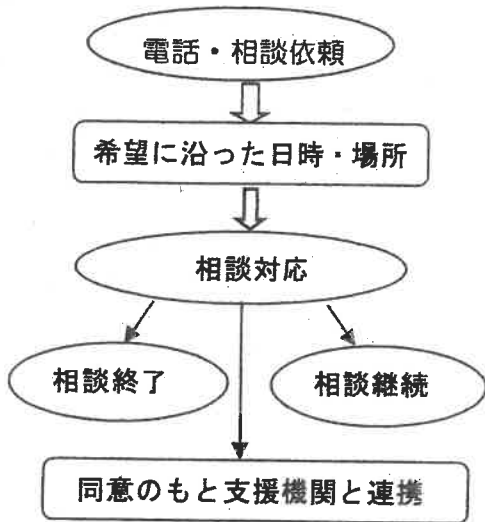 電話・相談依頼
希望に沿った日時・場所
相談対応
相談終了
相談継続
同意のもと支援機関と連携